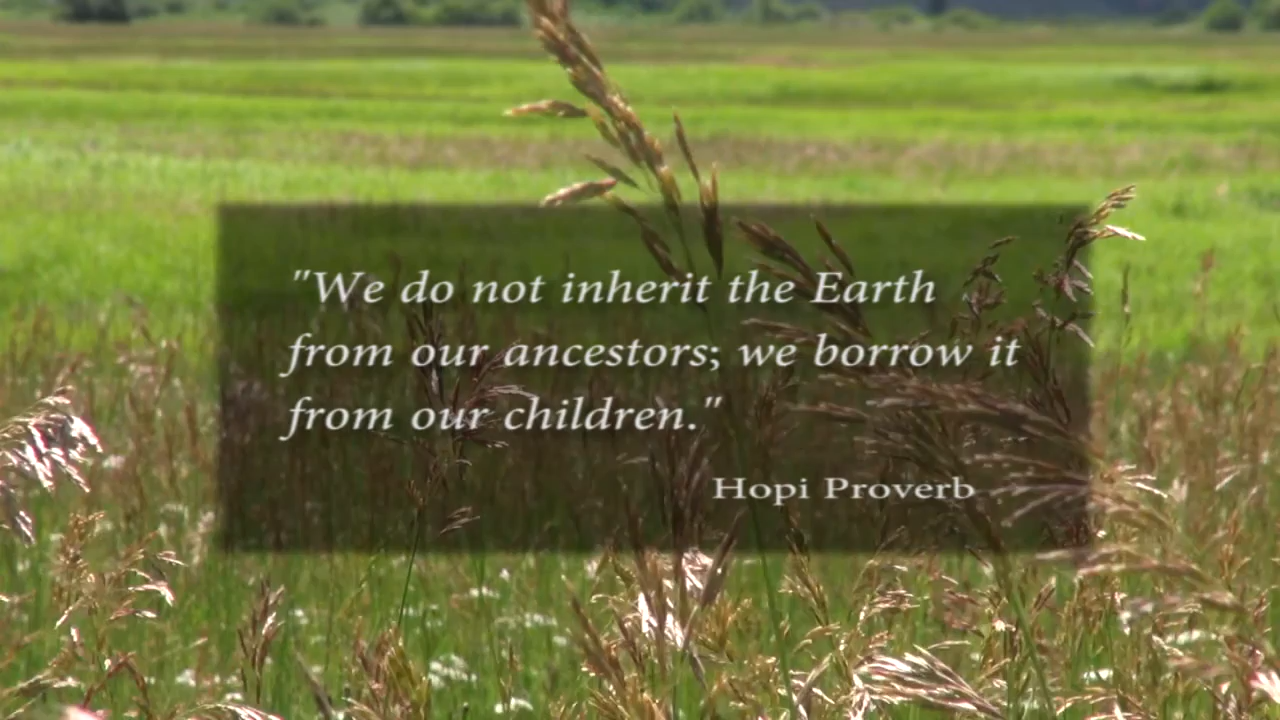 "We do not inherit the Earth
from our ancestors; we borrow it
from our children."
Hopi Proverb